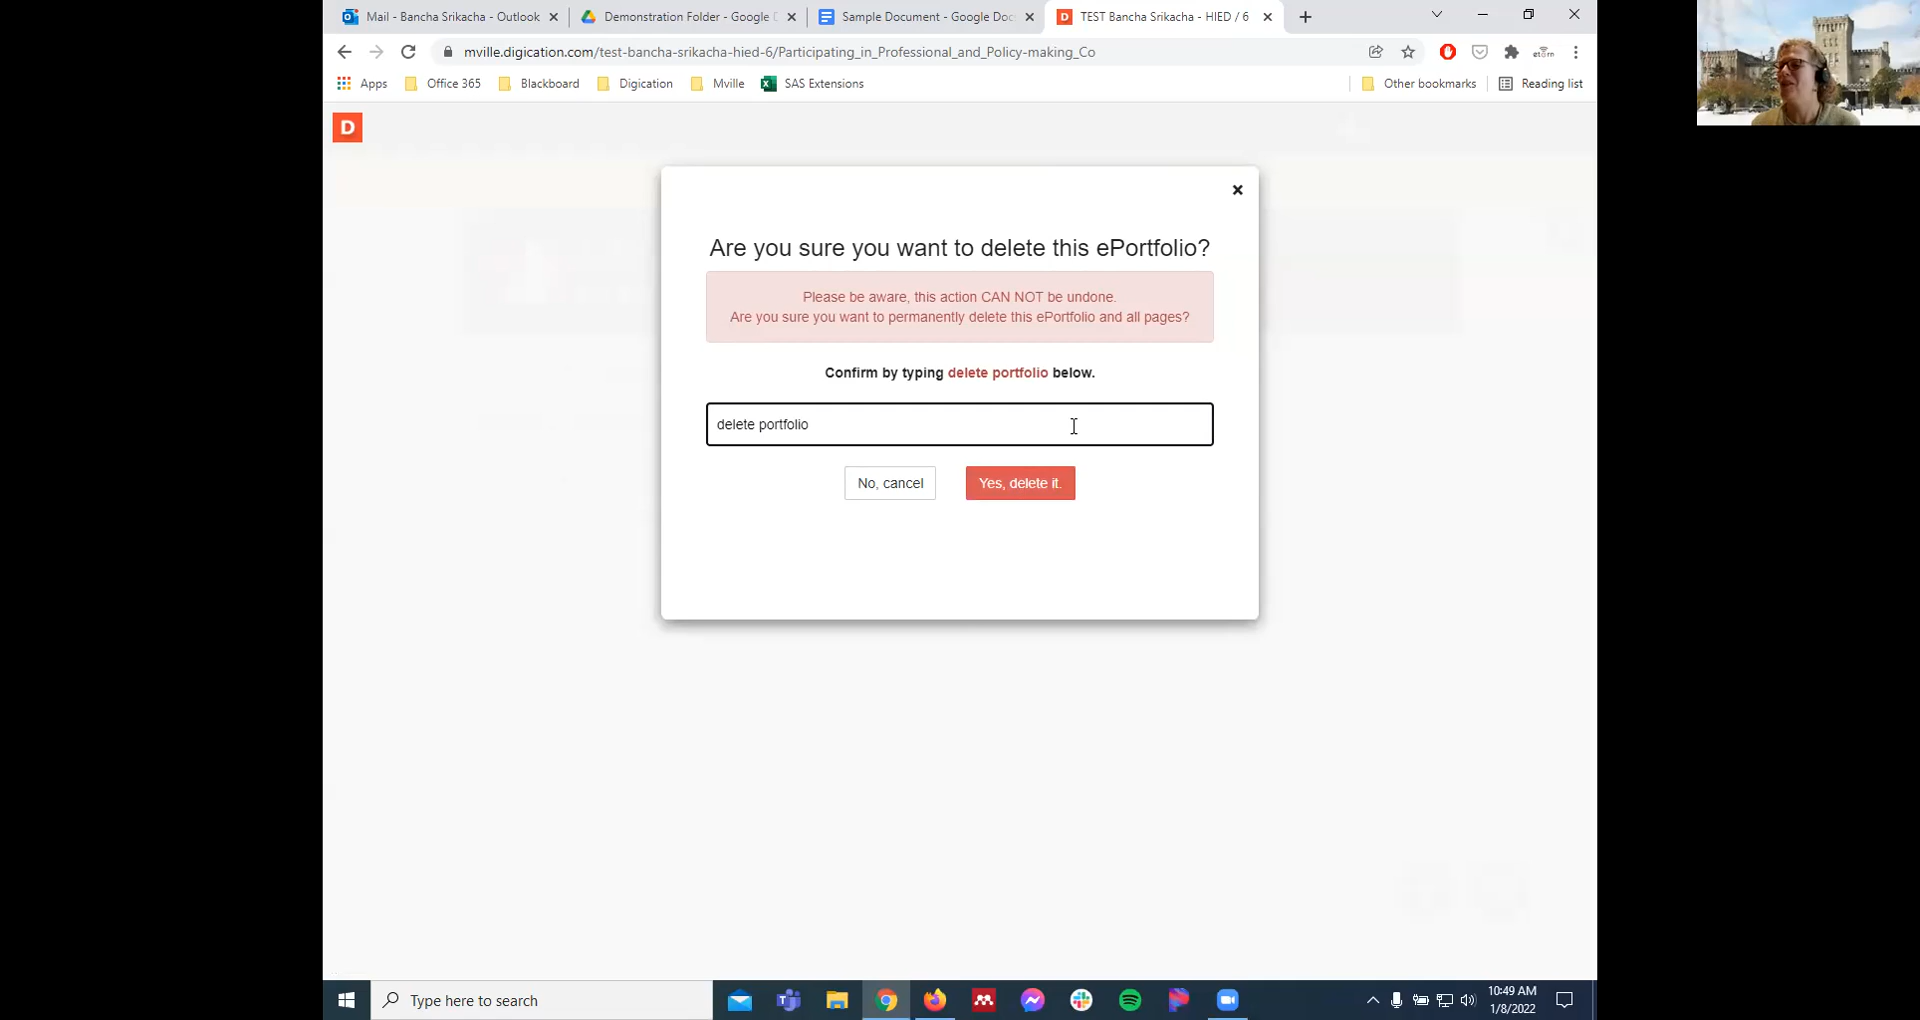 Mail - Bancha Srikacha - Outlook
Demonstration Folder - Google D
Sample Document - Google Doc
TEST Bancha Srikacha - HIED / 6
mville.digication.com/test-bancha-srikacha-hied-6/Participating_in_Professional_and_Policy-making_Co
Apps
Office 365
Blackboard
Digication
Mville
SAS Extensions
Other bookmarks
Reading list
D
Are you sure you want to delete this ePortfolio?
Please be aware, this action CAN NOT be undone.
Are you sure you want to permanently delete this ePortfolio and all pages?
Confirm by typing delete portfolio below.
delete portfolio
No, cancel
Yes, delete it.
Type here to search
10:49 AM
1/8/2022